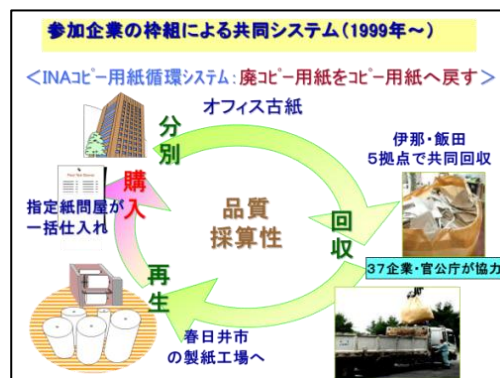 参加企業の枠組による共同システム(1999年~)
<INAコピー用紙循環システム:廃コピー用紙をコピー用紙へ戻す>
オフィス古紙
分別
伊那・飯田
5拠点で共同回収
購入
指定紙問屋が
一括仕入れ
品質
採算性
回収
37企業・官公庁が協力
再生
春日井市
の製紙工場へ